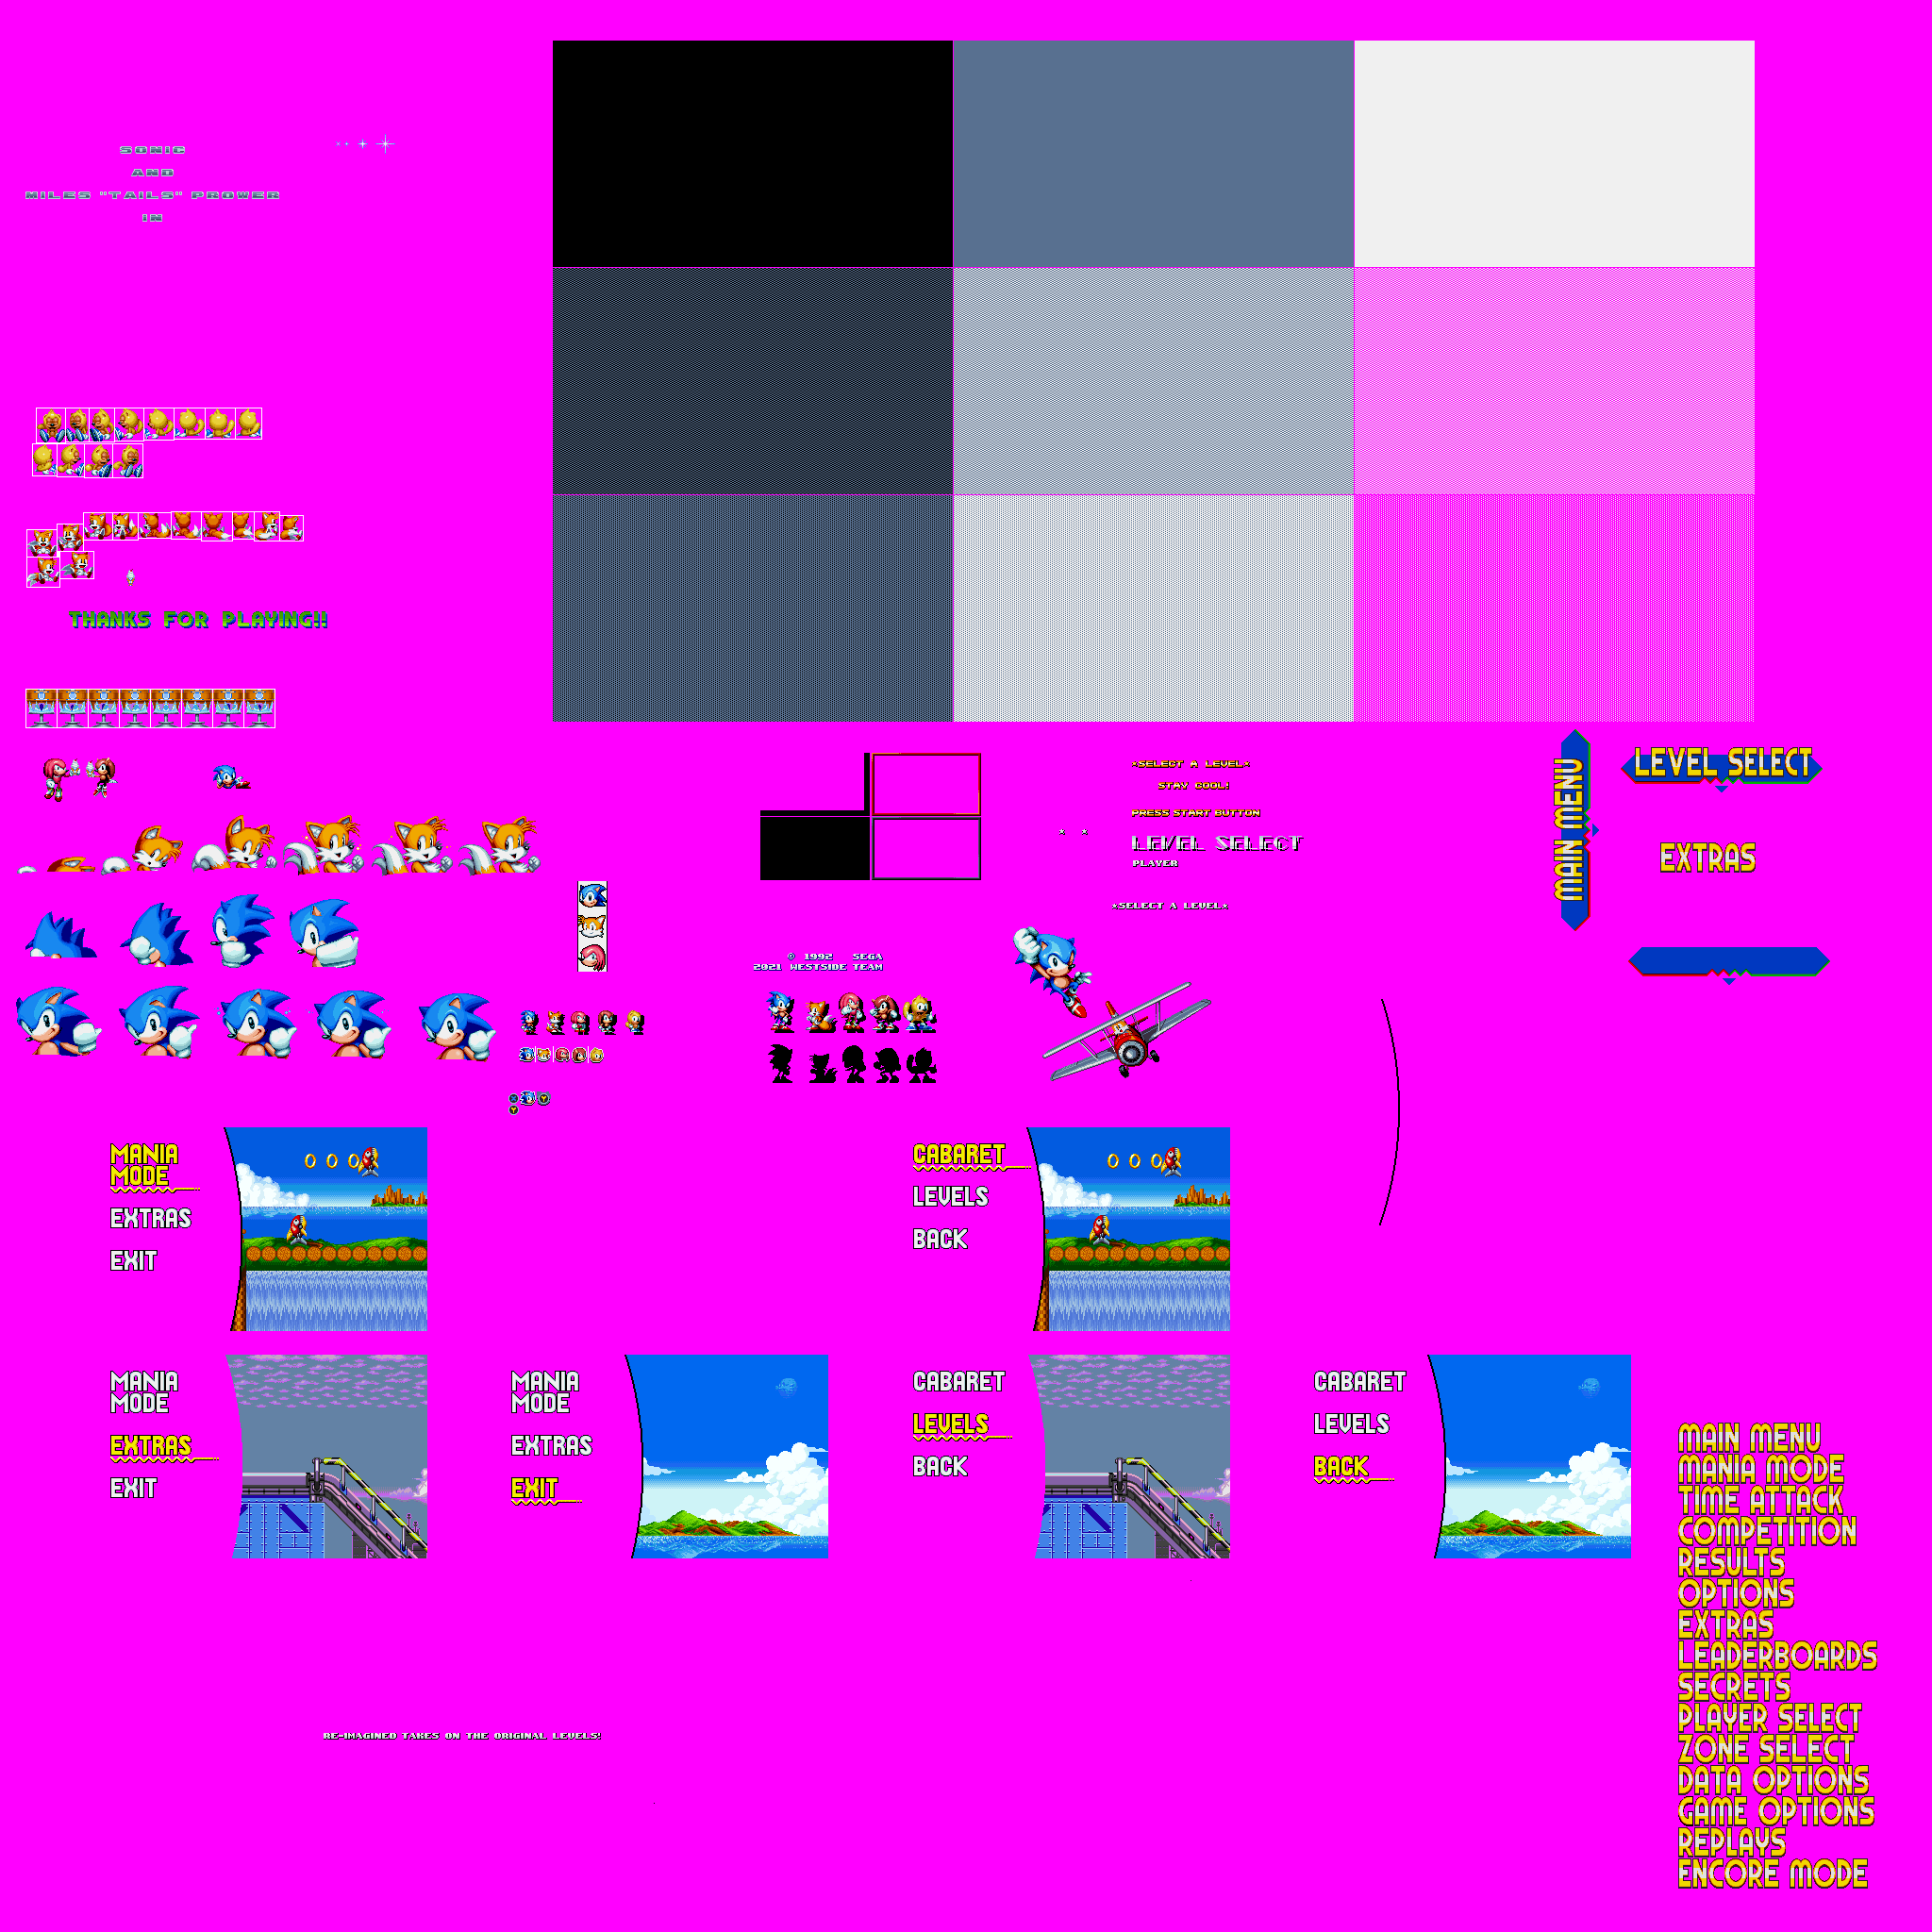 SONIC
AND
MILES "TAILS" PROWER
IN
THANKS FOR PLAYING!!
*SELECT A LEVEL*
STAY COOL!
PRESS START BUTTON
LEVEL SELECT
PLAYER
*SELECT A LEVEL*
MAIN MENU
LEVEL SELECT
EXTRAS
© 1992 SEGA
2021 WESTSIDE TEAM
MANIA
MODE
EXTRAS
EXIT
CABARET
LEVELS
BACK
MANIA
MODE
EXTRAS
EXIT
MANIA
MODE
EXTRAS
EXIT
CABARET
LEVELS
BACK
CABARET
LEVELS
BACK
MAIN MENU
MANIA MODE
TIME ATTACK
COMPETITION
RESULTS
OPTIONS
EXTRAS
LEADERBOARDS
SECRETS
PLAYER SELECT
ZONE SELECT
DATA OPTIONS
GAME OPTIONS
REPLAYS
ENCORE MODE
RE-IMAGINED TAKES ON THE ORIGINAL LEVELS!